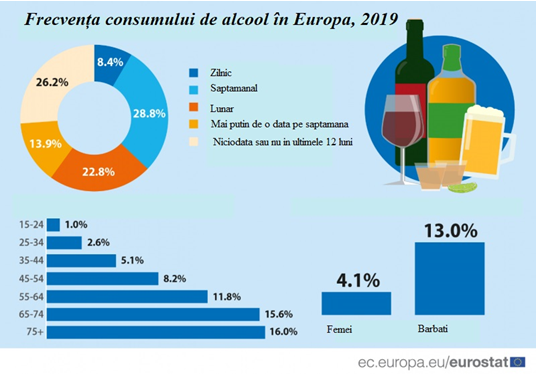 Frecvența consumului de alcool în Europa, 2019
8.4%
28.8%
22.8%
13.9%
26.2%
Zilnic
Saptamanal
Lunar
Mai putin de o data pe saptamana
Niciodata sau nu in ultimele 12 luni
15-24 1.0%
25-34 2.6%
35-44 5.1%
45-54 8.2%
55-64 11.8%
65-74 15.6%
75+ 16.0%
4.1%
13.0%
Femei Barbati
ec.europa.eu/eurostat